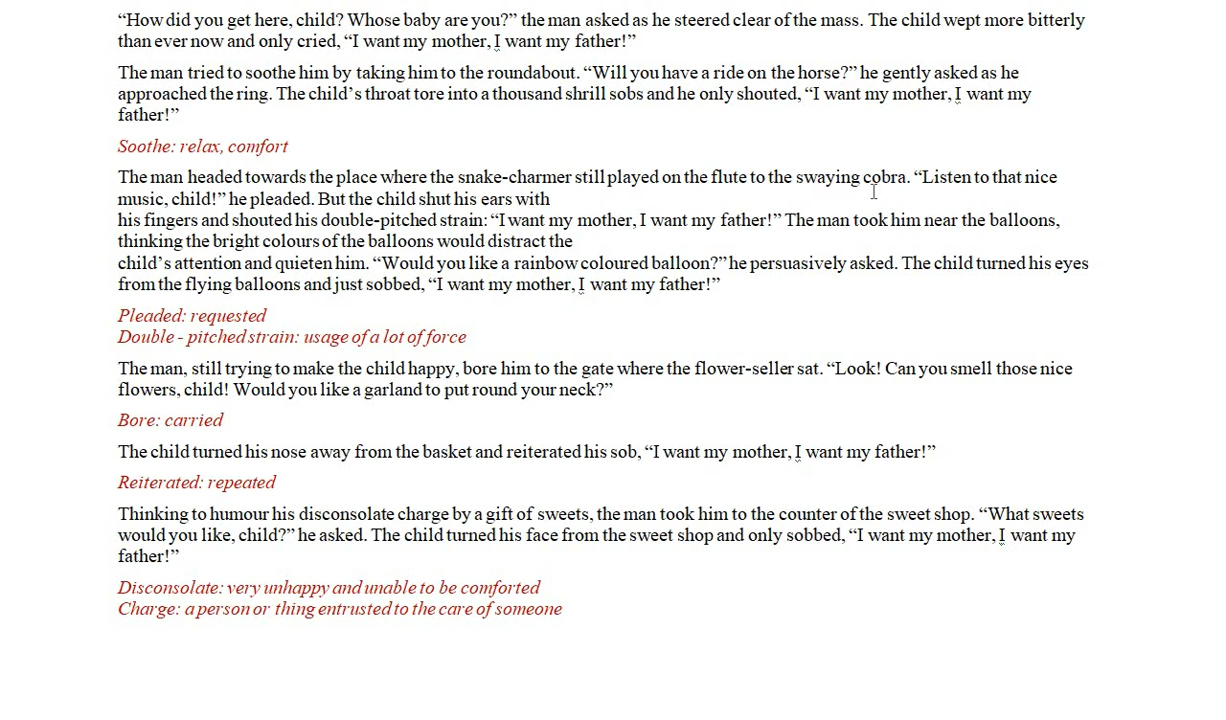 “How did you get here, child? Whose baby are you?” the man asked as he steered clear of the mass. The child wept more bitterly
than ever now and only cried, “I want my mother, I want my father!”
The man tried to soothe him by taking him to the roundabout. “Will you have a ride on the horse?” he gently asked as he
approached the ring. The child’s throat tore into a thousand shrill sobs and he only shouted, “I want my mother, I want my
father!”
Soothe: relax, comfort
The man headed towards the place where the snake-charmer still played on the flute to the swaying cobra. “Listen to that nice
music, child!” he pleaded. But the child shut his ears with
his fingers and shouted his double-pitched strain: “I want my mother, I want my father!” The man took him near the balloons,
thinking the bright colours of the balloons would distract the
child’s attention and quieten him. “Would you like a rainbow coloured balloon?” he persuasively asked. The child turned his eyes
from the flying balloons and just sobbed, “I want my mother, I want my father!”
Pleaded: requested
Double - pitched strain: usage of a lot of force
The man, still trying to make the child happy, bore him to the gate where the flower-seller sat. “Look! Can you smell those nice
flowers, child! Would you like a garland to put round your neck?”
Bore: carried
The child turned his nose away from the basket and reiterated his sob, “I want my mother, I want my father!”
Reiterated: repeated
Thinking to humour his disconsolate charge by a gift of sweets, the man took him to the counter of the sweet shop. “What sweets
would you like, child?” he asked. The child turned his face from the sweet shop and only sobbed, “I want my mother, I want my
father!”
Disconsolate: very unhappy and unable to be comforted
Charge: a person or thing entrusted to the care of someone